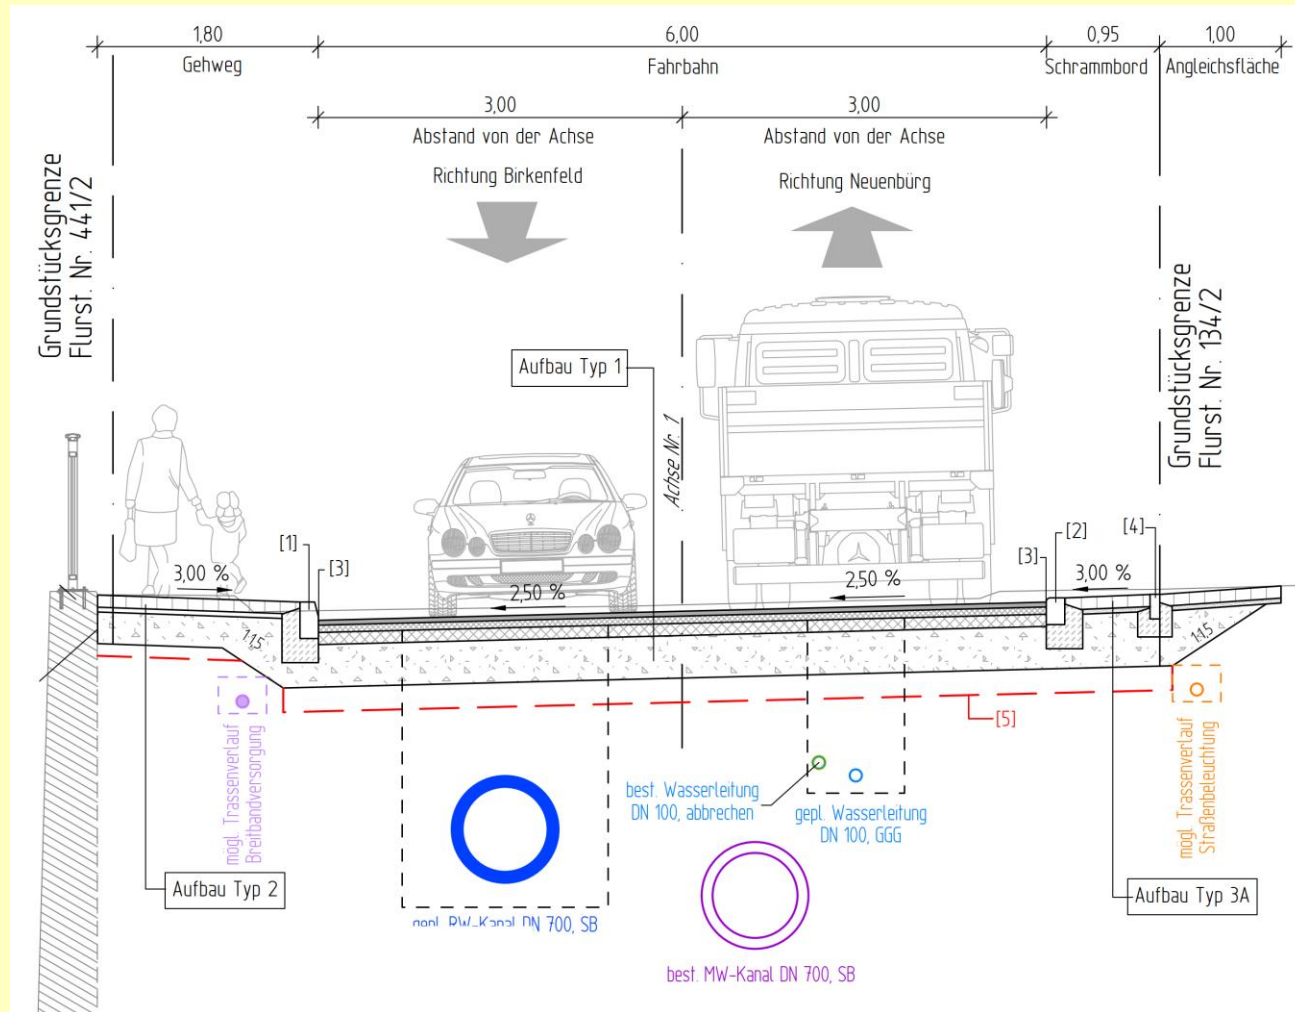 1,80
6,00
0,95
1,00
Gehweg
Fahrbahn
Schrammbord
Angleichsfläche
3,00
3,00
Abstand von der Achse
Abstand von der Achse
Richtung Birkenfeld
Richtung Neuenbürg
Grundstücksgrenze
Flurst. Nr. 441/2
Grundstücksgrenze
Flurst. Nr. 134/2
Aufbau Typ 1
Achse Nr. 1
[1]
[3]
[3]
[2]
[4]
3,00 %
2,50 %
2,50 %
3,00 %
1:1,5
1:1,5
[5]
mögl. Trassenverlauf
Breitbandversorgung
best. Wasserleitung
DN 100, abbrechen
gepl. Wasserleitung
DN 100, GGG
mögl. Trassenverlauf
Straßenbeleuchtung
Aufbau Typ 2
Aufbau Typ 3A
gepl. RW-Kanal DN 700, SB
best. MW-Kanal DN 700, SB